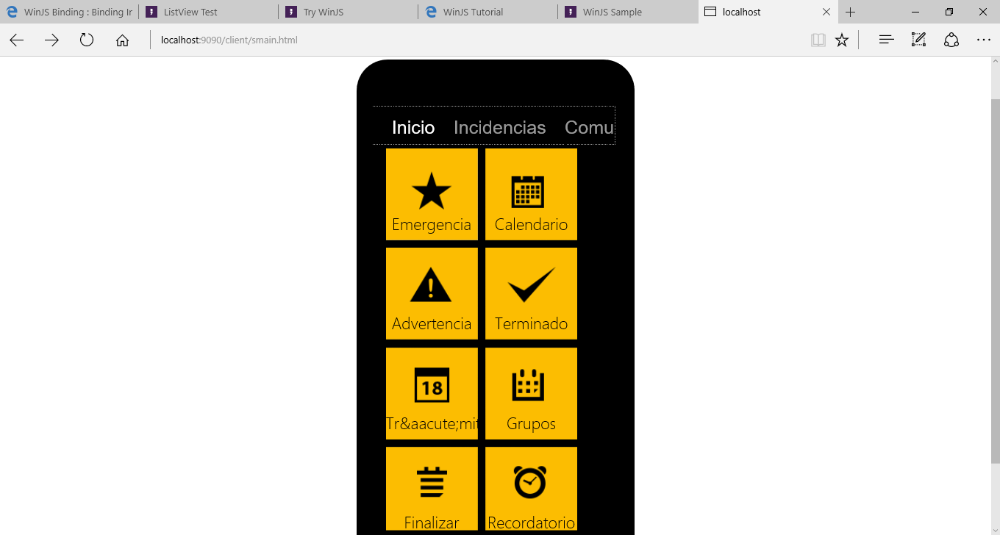 WinJS Binding : Binding Ir
ListView Test
Try WinJS
WinJS Tutorial
WinJS Sample
localhost
localhost:9090/client/smain.html
Inicio Incidencias Comu
Emergencia Calendario
Advertencia Terminado
18
Tr&aacute;mit Grupos
Finalizar Recordatorio